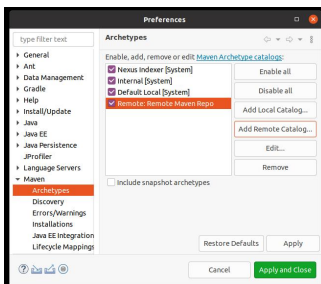 Preferences
type filter text
Archetypes
General
Ant
Data Management
Gradle
Help
Install/Update
Java
Java EE
Java Persistence
JProfiler
Language Servers
Maven
Archetypes
Discovery
Errors/Warnings
Installations
Java EE Integration
Lifecycle Mappings
Enable, add, remove or edit Maven Archetype catalogs:
Nexus Indexer [System]
Internal [System]
Default Local [System]
Remote: Remote Maven Repo
Enable all
Disable all
Add Local Catalog...
Add Remote Catalog...
Edit...
Remove
Include snapshot archetypes
Restore Defaults
Apply
Cancel
Apply and Close